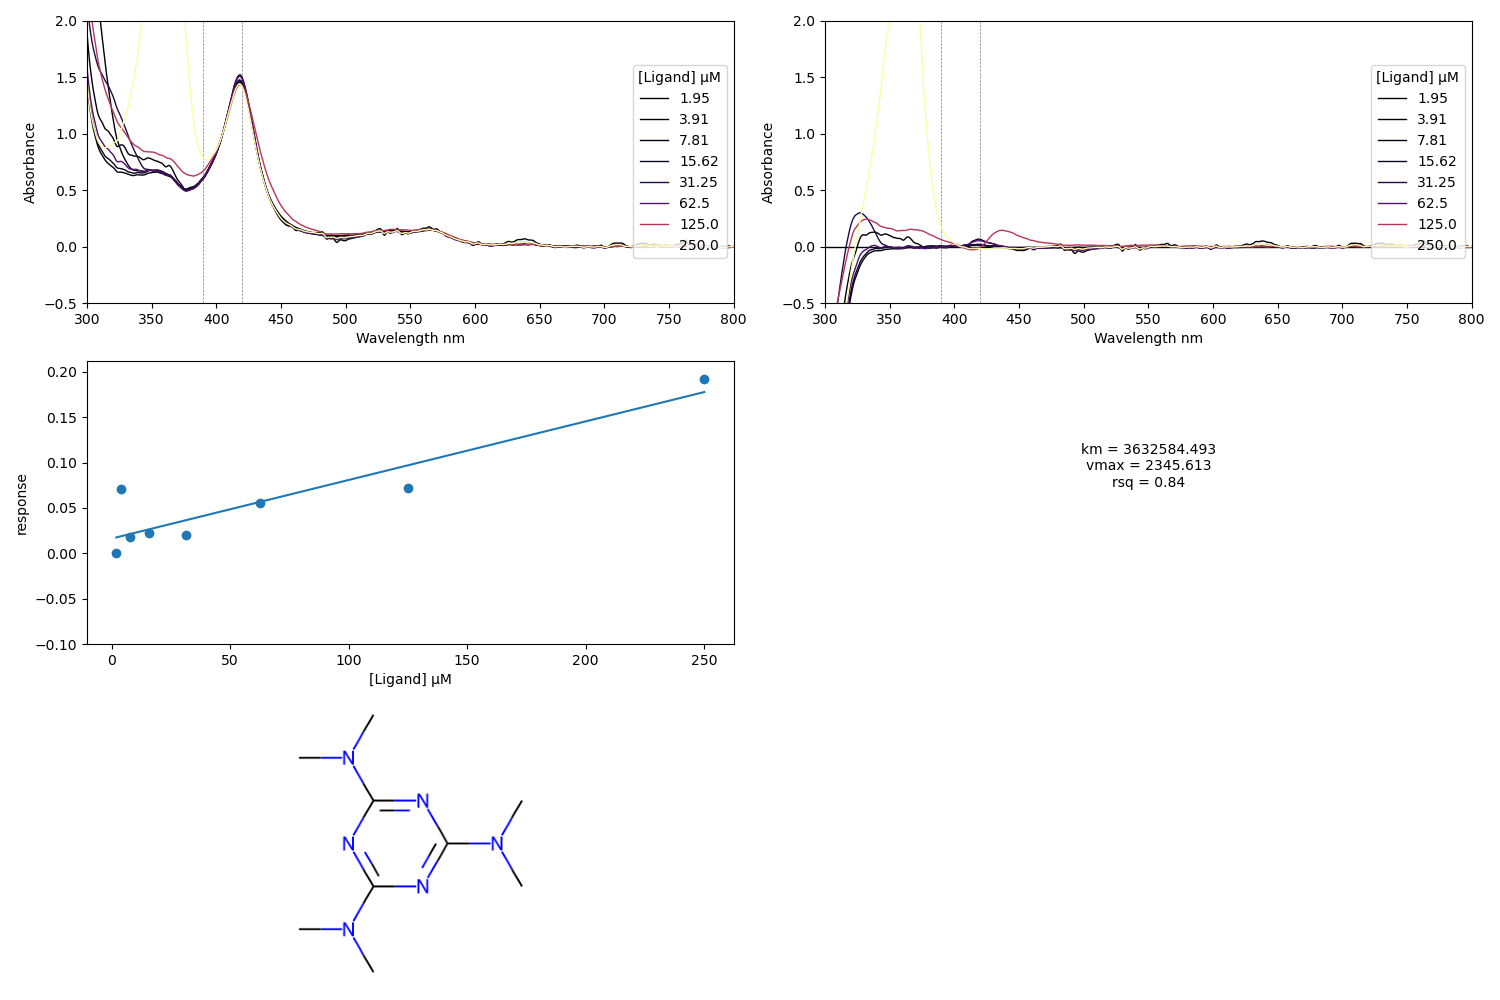 2.0
1.5
1.0
0.5
0.0
−0.5
Absorbance
300 350 400 450 500 550 600 650 700 750 800
Wavelength nm
[Ligand] µM
1.95
3.91
7.81
15.62
31.25
62.5
125.0
250.0
2.0
1.5
1.0
0.5
0.0
−0.5
Absorbance
300 350 400 450 500 550 600 650 700 750 800
Wavelength nm
[Ligand] µM
1.95
3.91
7.81
15.62
31.25
62.5
125.0
250.0
0.20
0.15
0.10
0.05
0.00
−0.05
−0.10
response
0 50 100 150 200 250
[Ligand] µM
km = 3632584.493
vmax = 2345.613
rsq = 0.84
N
N
N
N
N
N